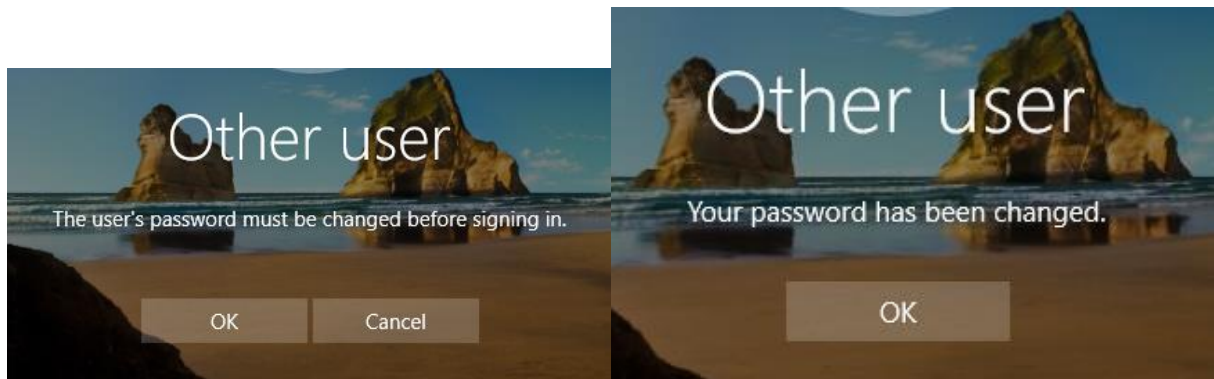 Other user
The user's password must be changed before signing in.
OK
Cancel
Other user
Your password has been changed.
OK